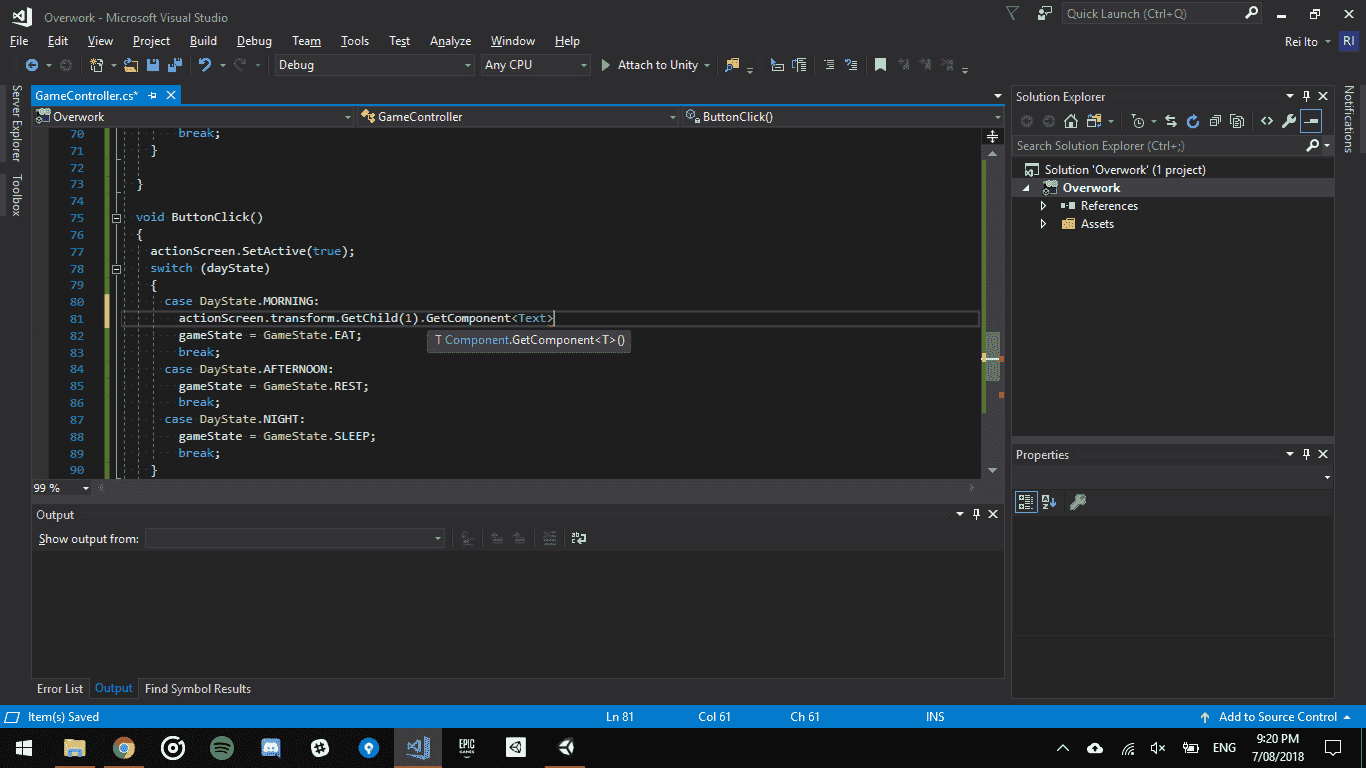 Overwork - Microsoft Visual Studio
Quick Launch (Ctrl+Q)
File Edit View Project Build Debug Team Tools Test Analyze Window Help
Rei Ito RI
Debug Any CPU Attach to Unity
Server Explorer
Toolbox
GameController.cs*
Overwork GameController ButtonClick()
70 break;
71 }
72
73 }
74
75 void ButtonClick()
76 {
77 actionScreen.SetActive(true);
78 switch (dayState)
79 {
80 case DayState.MORNING:
81 actionScreen.transform.GetChild(1).GetComponent<Text>
T Component.GetComponent<T>()
82 gameState = GameState.EAT;
83 break;
84 case DayState.AFTERNOON:
85 gameState = GameState.REST;
86 break;
87 case DayState.NIGHT:
88 gameState = GameState.SLEEP;
89 break;
90 }
99 %
Output
Show output from:
Error List Output Find Symbol Results
Solution Explorer
Search Solution Explorer (Ctrl+;)
Solution 'Overwork' (1 project)
Overwork
References
Assets
Properties
Notifications
Item(s) Saved Ln 81 Col 61 Ch 61 INS Add to Source Control
EPIC
GAMES
ENG
9:20 PM
7/08/2018